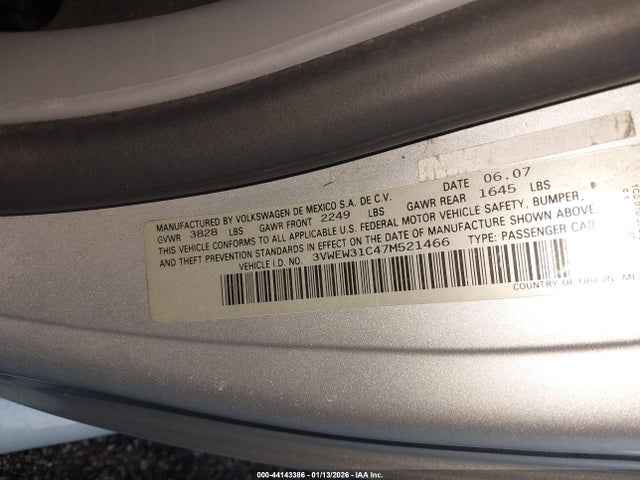 MANUFACTURED BY VOLKSWAGEN DE MEXICO S.A. DE C.V. DATE 06.07
GVWR 3828 LBS GAWR FRONT 2249 LBS GAWR REAR 1645 LBS
THIS VEHICLE CONFORMS TO ALL APPLICABLE U.S. FEDERAL MOTOR VEHICLE SAFETY, BUMPER,
AND THEFT PREVENTION STANDARDS IN EFFECT ON THE DATE OF MANUFACTURE SHOWN ABOVE.
VEHICLE I.D. NO. 3VWEW31C47M521466 TYPE: PASSENGER CAR
COUNTRY OF ORIGIN:
000-44143386 - 01/13/2026 - IAA Inc.